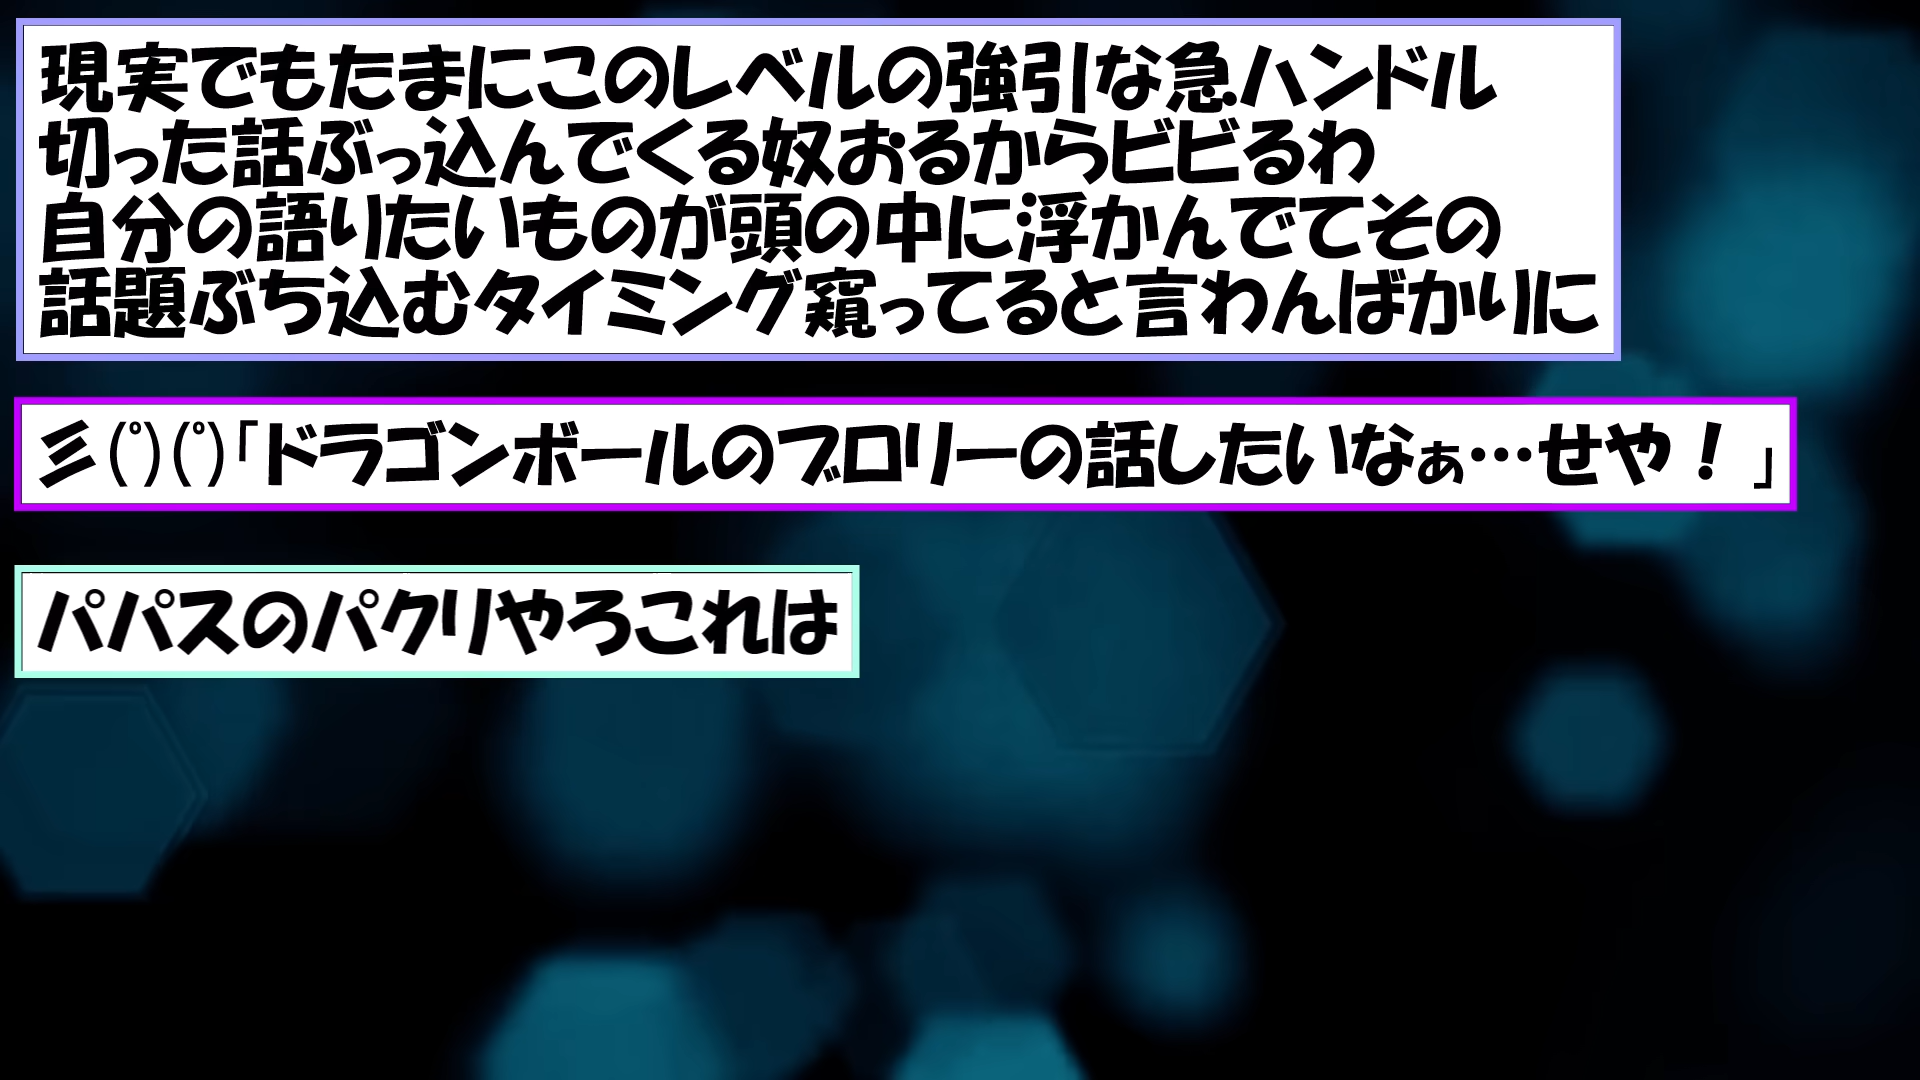 現実でもたまにこのレベルの強引な急ハンドル
切った話ぶっ込んでくる奴おるからビビるわ
自分の語りたいものが頭の中に浮かんでてその
話題ぶち込むタイミング窺ってると言わんばかりに
彡(゚)(゚)「ドラゴンボールのブロリーの話したいなぁ…せや！」
パパスのパクリやろこれは